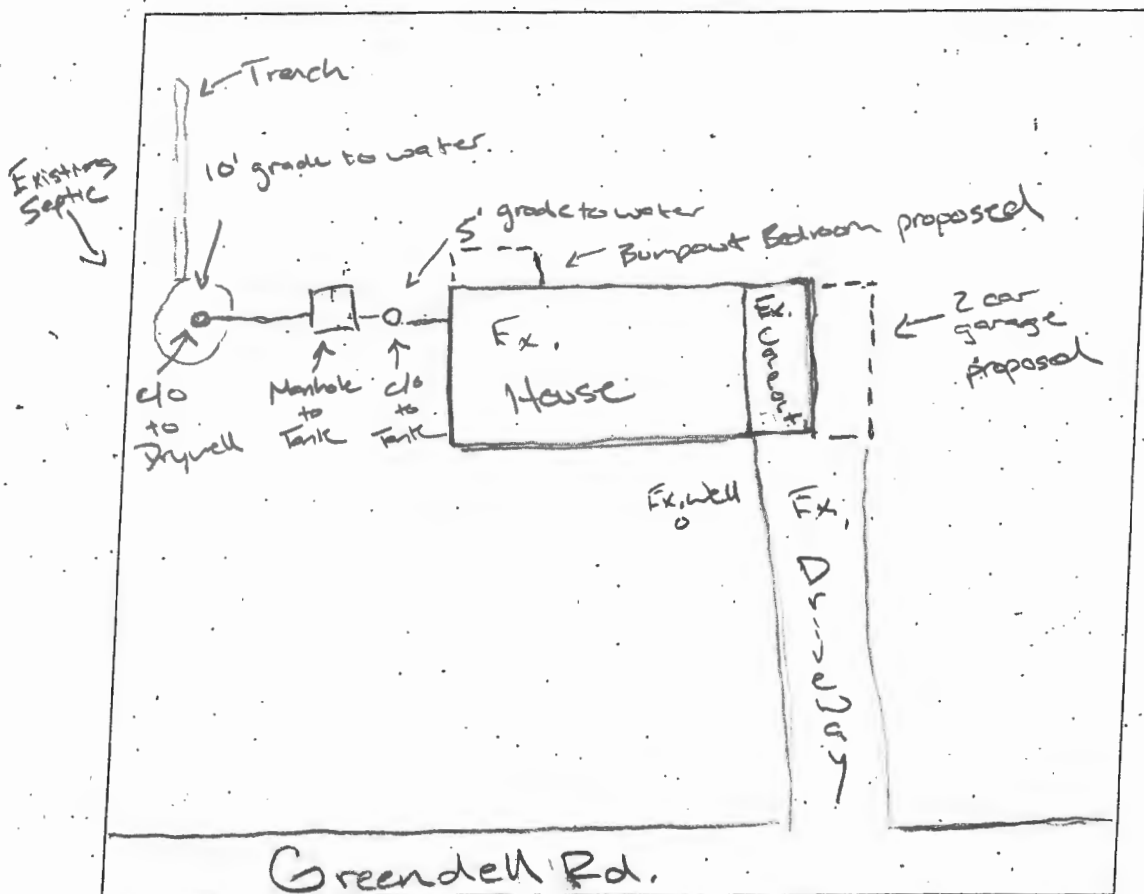 Trench
10' grade to water.
Existing
Septic
5' grade to water
Bumpout Bedroom proposed
2 car
garage
proposed
Ex.
House
Ex.
c/o
to
Drywell
Manhole
to
Tank
c/o
to
Tank
Ex. well
Ex.
Driveway
Greendell Rd.